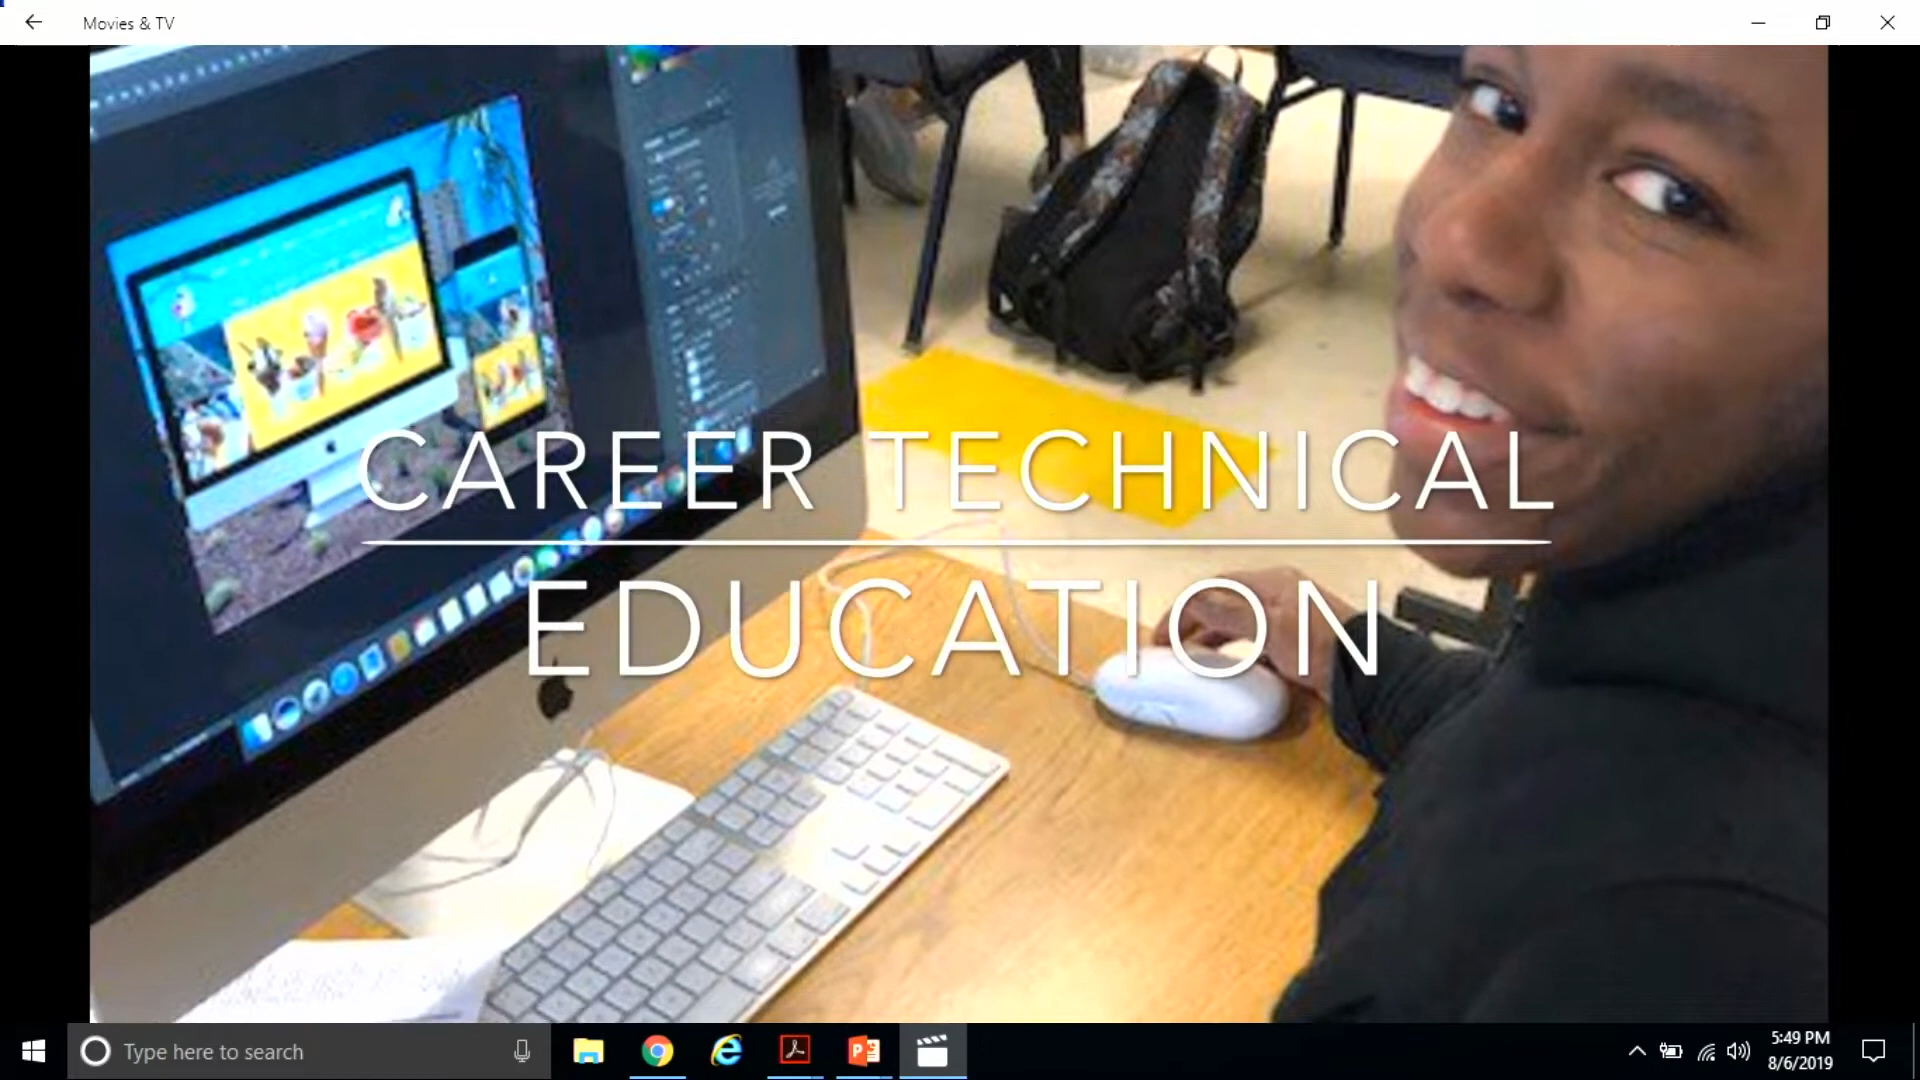 Movies & TV
CAREER TECHNICAL
EDUCATION
Type here to search
5:49 PM
8/6/2019